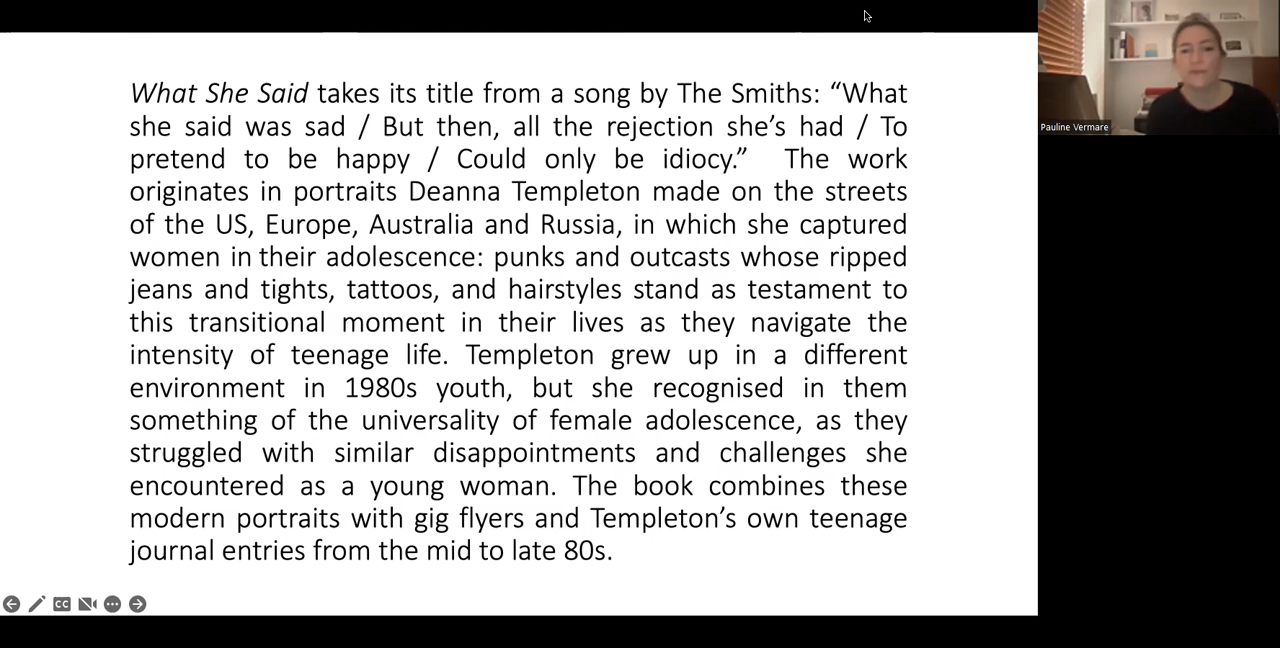 What She Said takes its title from a song by The Smiths: “What
she said was sad / But then, all the rejection she’s had / To
pretend to be happy / Could only be idiocy.”  The work
originates in portraits Deanna Templeton made on the streets
of the US, Europe, Australia and Russia, in which she captured
women in their adolescence: punks and outcasts whose ripped
jeans and tights, tattoos, and hairstyles stand as testament to
this transitional moment in their lives as they navigate the
intensity of teenage life. Templeton grew up in a different
environment in 1980s youth, but she recognised in them
something of the universality of female adolescence, as they
struggled with similar disappointments and challenges she
encountered as a young woman. The book combines these
modern portraits with gig flyers and Templeton’s own teenage
journal entries from the mid to late 80s.
CC
Pauline Vermare